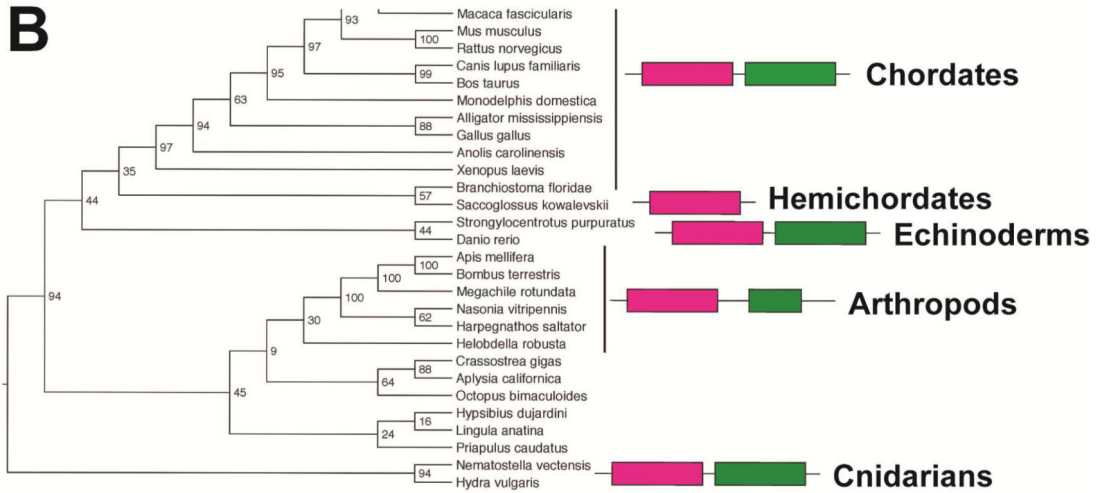 B
Macaca fascicularis
93
Mus musculus
100
Rattus norvegicus
97
Canis lupus familiaris
99
Bos taurus
95
Chordates
Monodelphis domestica
63
Alligator mississippiensis
88
Gallus gallus
94
Anolis carolinensis
97
Xenopus laevis
35
Branchiostoma floridae
57
Saccoglossus kowalevskii
Hemichordates
44
Strongylocentrotus purpuratus
44
Danio rerio
Echinoderms
Apis mellifera
100
Bombus terrestris
100
Megachile rotundata
100
Nasonia vitripennis
62
Harpegnathos saltator
Arthropods
94
30
Helobdella robusta
9
Crassostrea gigas
88
Aplysia californica
64
Octopus bimaculoides
45
Hypsibius dujardini
16
Lingula anatina
24
Priapulus caudatus
Nematostella vectensis
94
Hydra vulgaris
Cnidarians